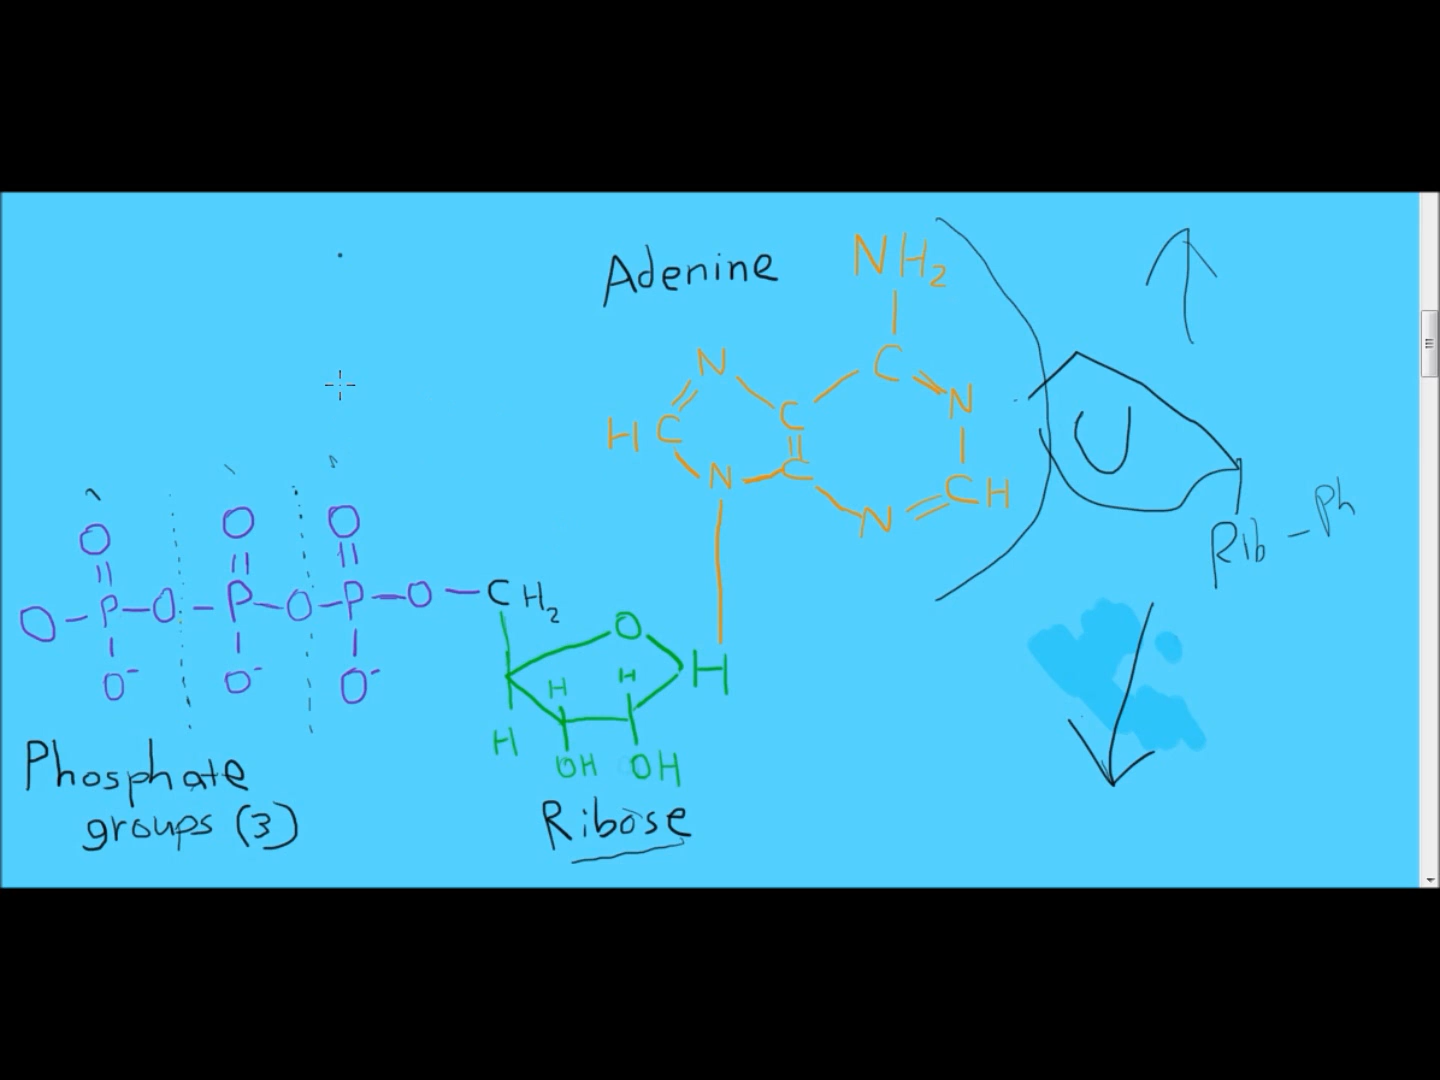 Adenine
NH2
N
C
N
C
H C
N
C
CH
N
U
Rib - Ph
O
O
O
O - P - O - P - O - P - O - CH2
O-
O-
O-
O
H
H
H
H
OH
OH
Phosphate
groups (3)
Ribose